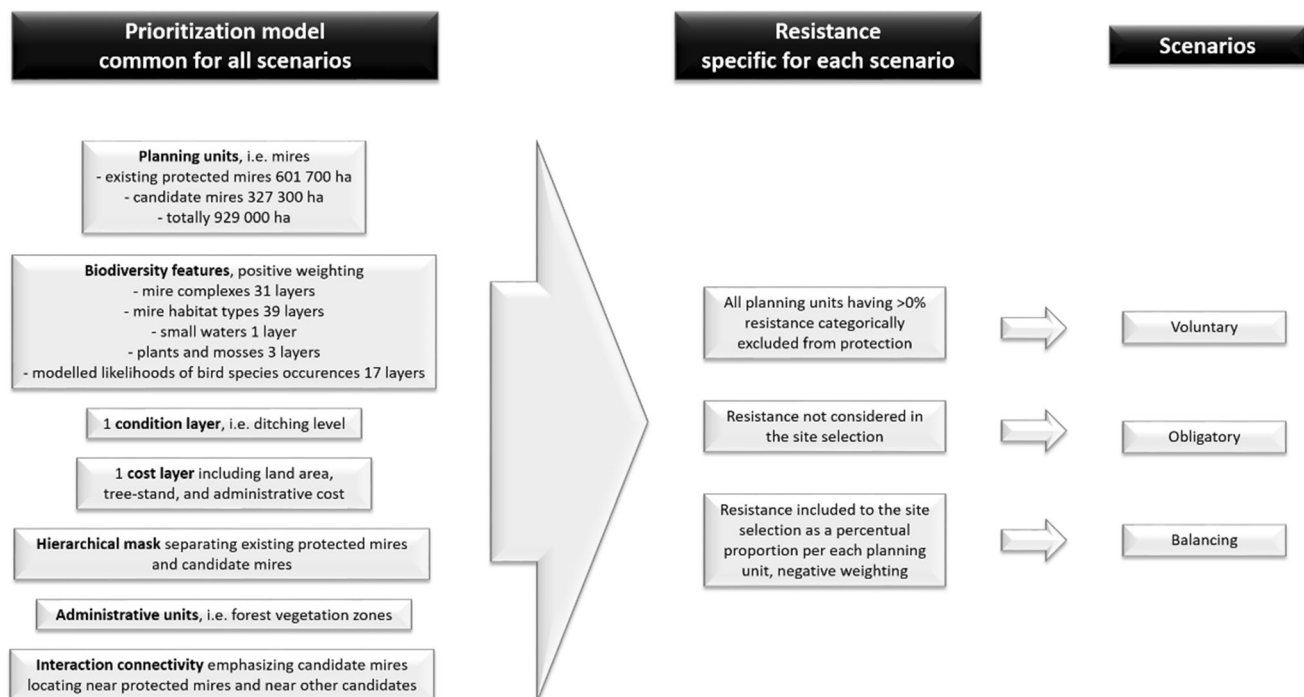 Prioritization model
common for all scenarios
Resistance
specific for each scenario
Scenarios
Planning units, i.e. mires
- existing protected mires 601 700 ha
- candidate mires 327 300 ha
- totally 929 000 ha
Biodiversity features, positive weighting
- mire complexes 31 layers
- mire habitat types 39 layers
- small waters 1 layer
- plants and mosses 3 layers
- modelled likelihoods of bird species occurences 17 layers
1 condition layer, i.e. ditching level
1 cost layer including land area,
tree-stand, and administrative cost
Hierarchical mask separating existing protected mires
and candidate mires
Administrative units, i.e. forest vegetation zones
Interaction connectivity emphasizing candidate mires
locating near protected mires and near other candidates
All planning units having >0%
resistance categorically
excluded from protection
Voluntary
Resistance not considered in
the site selection
Obligatory
Resistance included to the site
selection as a percentual
proportion per each planning
unit, negative weighting
Balancing